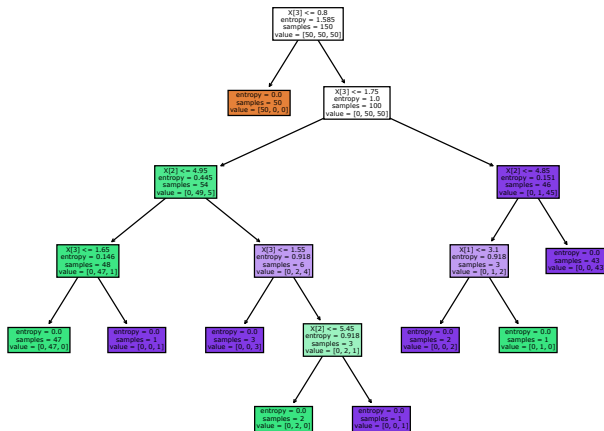 X[3] <= 0.8
entropy = 1.585
samples = 150
value = [50, 50, 50]
entropy = 0.0
samples = 50
value = [50, 0, 0]
X[3] <= 1.75
entropy = 1.0
samples = 100
value = [0, 50, 50]
X[2] <= 4.95
entropy = 0.445
samples = 54
value = [0, 49, 5]
X[2] <= 4.85
entropy = 0.151
samples = 46
value = [0, 1, 45]
X[3] <= 1.65
entropy = 0.146
samples = 48
value = [0, 47, 1]
X[3] <= 1.55
entropy = 0.918
samples = 6
value = [0, 2, 4]
X[1] <= 3.1
entropy = 0.918
samples = 3
value = [0, 1, 2]
entropy = 0.0
samples = 43
value = [0, 0, 43]
entropy = 0.0
samples = 47
value = [0, 47, 0]
entropy = 0.0
samples = 1
value = [0, 0, 1]
entropy = 0.0
samples = 3
value = [0, 0, 3]
X[2] <= 5.45
entropy = 0.918
samples = 3
value = [0, 2, 1]
entropy = 0.0
samples = 2
value = [0, 0, 2]
entropy = 0.0
samples = 1
value = [0, 1, 0]
entropy = 0.0
samples = 2
value = [0, 2, 0]
entropy = 0.0
samples = 1
value = [0, 0, 1]